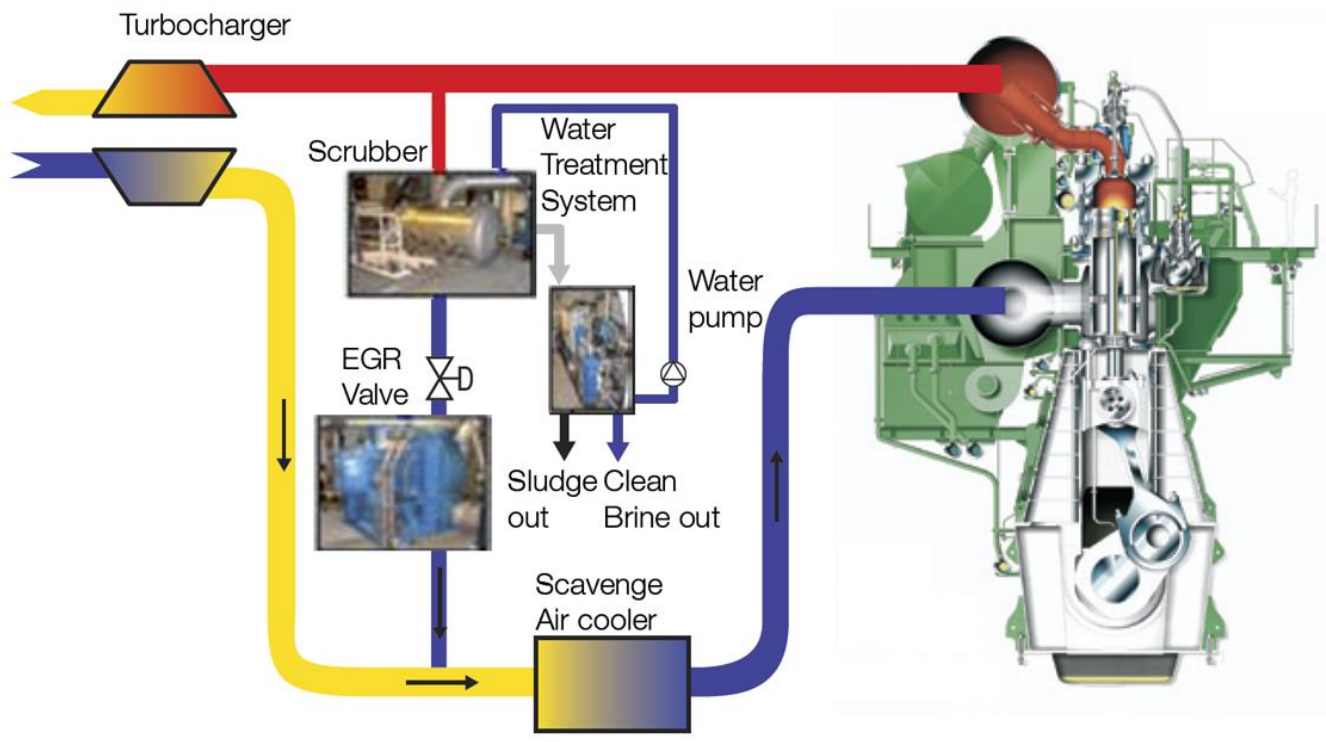 Turbocharger
Scrubber
Water
Treatment
System
Water
pump
EGR
Valve
D
Sludge
out
Clean
Brine out
Scavenge
Air cooler